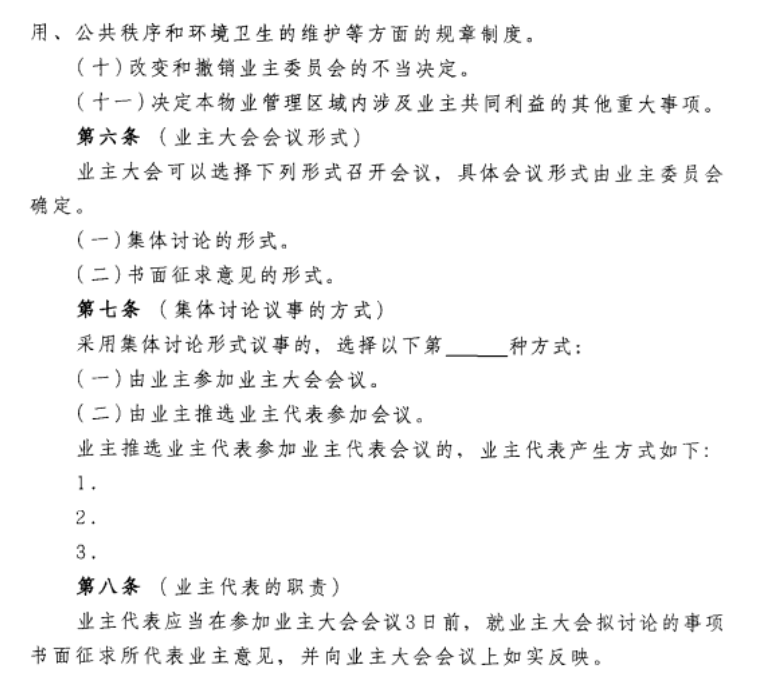 用、公共秩序和环境卫生的维护等方面的规章制度。
(十)改变和撤销业主委员会的不当决定。
(十一)决定本物业管理区域内涉及业主共同利益的其他重大事项。
第六条 (业主大会会议形式)
业主大会可以选择下列形式召开会议，具体会议形式由业主委员会
确定。
(一)集体讨论的形式。
(二)书面征求意见的形式。
第七条 (集体讨论议事的方式)
采用集体讨论形式议事的，选择以下第______种方式：
(一)由业主参加业主大会会议。
(二)由业主推选业主代表参加会议。
业主推选业主代表参加业主代表会议的，业主代表产生方式如下：
1.
2.
3.
第八条 (业主代表的职责)
业主代表应当在参加业主大会会议3日前，就业主大会拟讨论的事项
书面征求所代表业主意见，并向业主大会会议上如实反映。